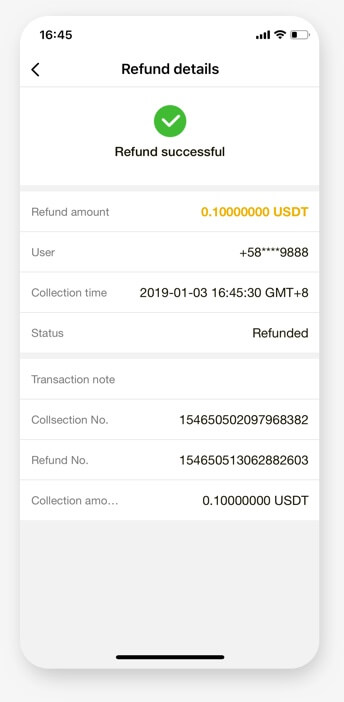 16:45
Refund details
Refund successful
Refund amount 0.10000000 USDT
User +58****9888
Collection time 2019-01-03 16:45:30 GMT+8
Status Refunded
Transaction note
Collsection No. 154650502097968382
Refund No. 154650513062882603
Collection amo... 0.10000000 USDT